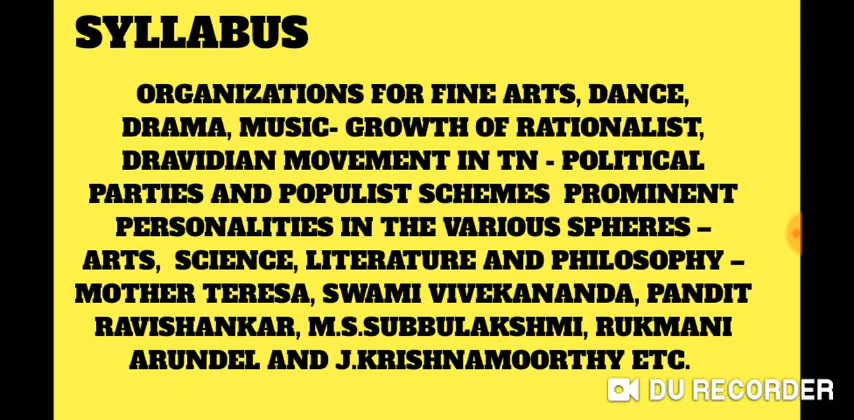 SYLLABUS
ORGANIZATIONS FOR FINE ARTS, DANCE,
DRAMA, MUSIC- GROWTH OF RATIONALIST,
DRAVIDIAN MOVEMENT IN TN - POLITICAL
PARTIES AND POPULIST SCHEMES PROMINENT
PERSONALITIES IN THE VARIOUS SPHERES –
ARTS, SCIENCE, LITERATURE AND PHILOSOPHY –
MOTHER TERESA, SWAMI VIVEKANANDA, PANDIT
RAVISHANKAR, M.S.SUBBULAKSHMI, RUKMANI
ARUNDEL AND J.KRISHNAMOORTHY ETC.
DU RECORDER